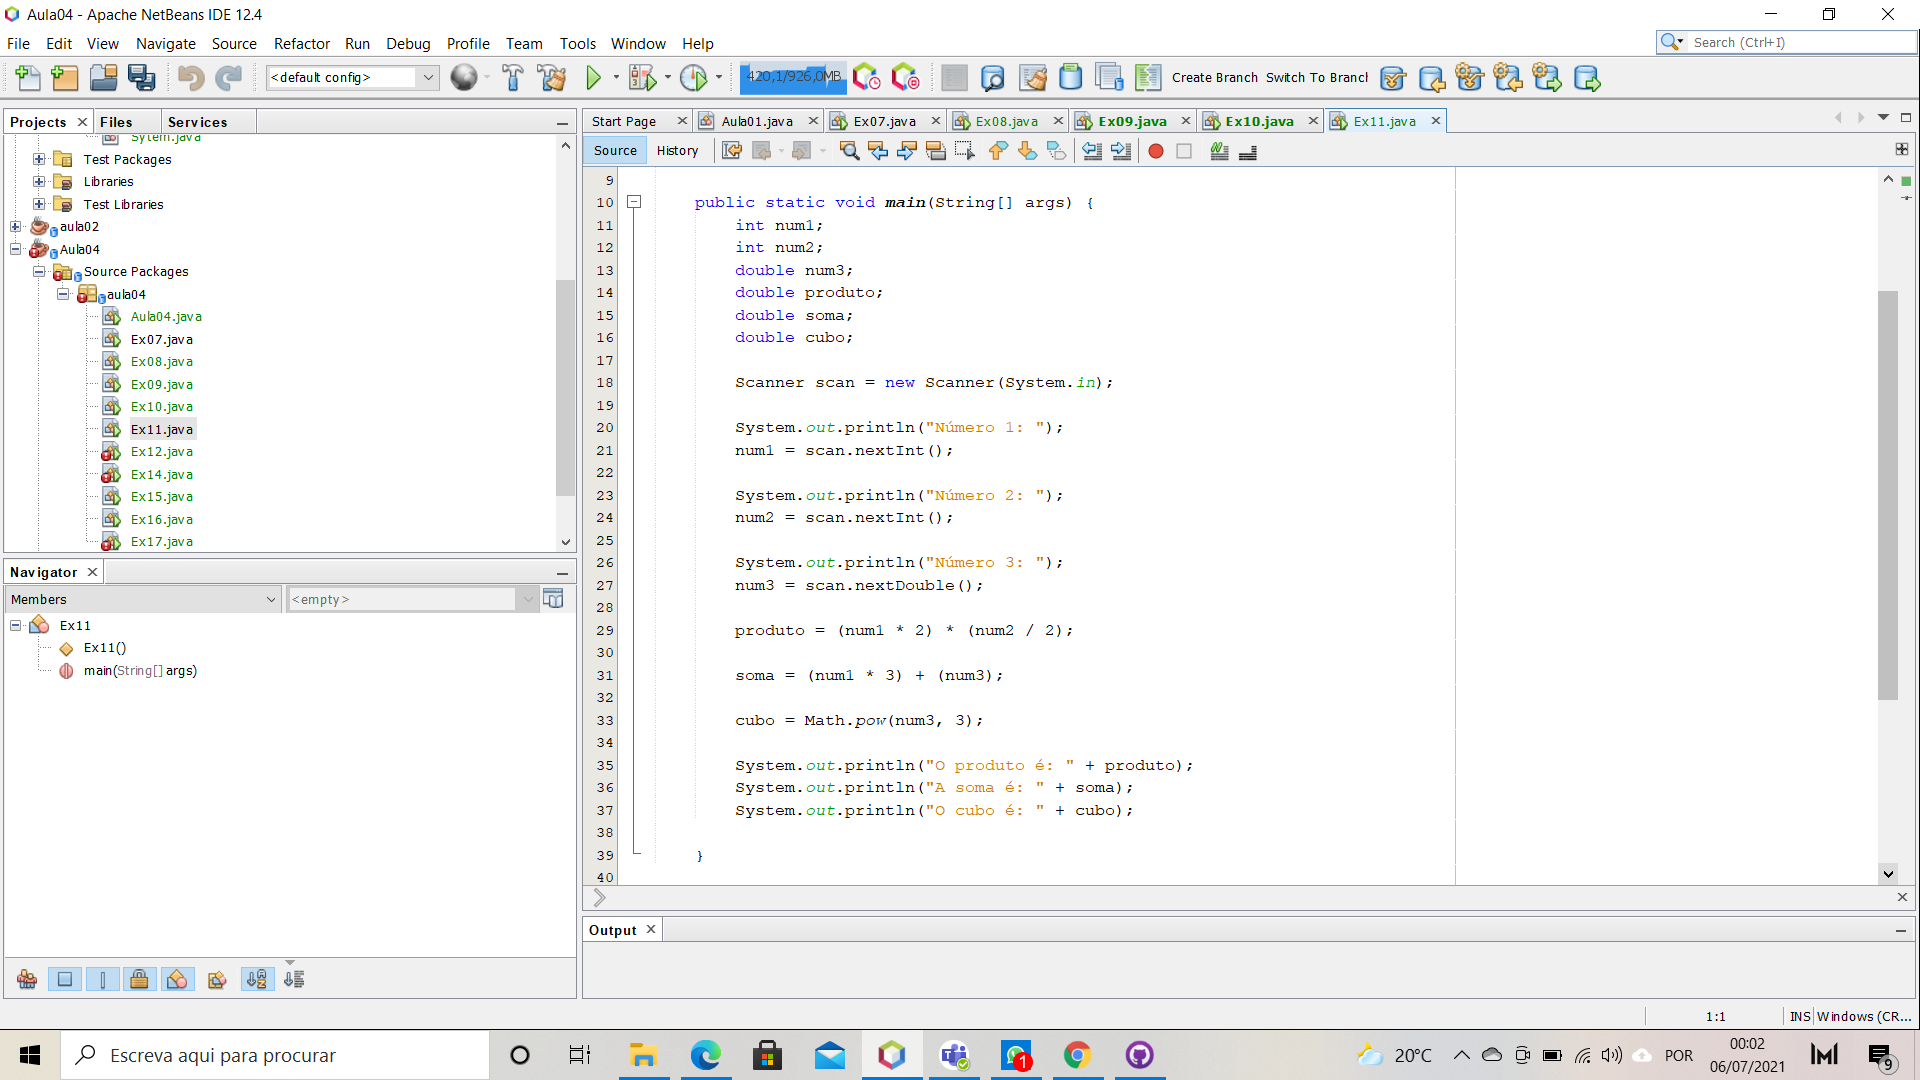 Aula04 - Apache NetBeans IDE 12.4
File Edit View Navigate Source Refactor Run Debug Profile Team Tools Window Help
Search (Ctrl+I)
<default config>
420,1/926,0MB
Create Branch Switch To Branch
Projects Files Services
Sytem.java
Test Packages
Libraries
Test Libraries
aula02
Aula04
Source Packages
aula04
Aula04.java
Ex07.java
Ex08.java
Ex09.java
Ex10.java
Ex11.java
Ex12.java
Ex14.java
Ex15.java
Ex16.java
Ex17.java
Navigator
Members
<empty>
Ex11
Ex11()
main(String[] args)
Start Page Aula01.java Ex07.java Ex08.java Ex09.java Ex10.java Ex11.java
Source History
9
10 public static void main(String[] args) {
11 int num1;
12 int num2;
13 double num3;
14 double produto;
15 double soma;
16 double cubo;
17
18 Scanner scan = new Scanner(System.in);
19
20 System.out.println("Número 1: ");
21 num1 = scan.nextInt();
22
23 System.out.println("Número 2: ");
24 num2 = scan.nextInt();
25
26 System.out.println("Número 3: ");
27 num3 = scan.nextDouble();
28
29 produto = (num1 * 2) * (num2 / 2);
30
31 soma = (num1 * 3) + (num3);
32
33 cubo = Math.pow(num3, 3);
34
35 System.out.println("O produto é: " + produto);
36 System.out.println("A soma é: " + soma);
37 System.out.println("O cubo é: " + cubo);
38
39 }
40
Output
1:1 INS Windows (CR...
Escreva aqui para procurar
1
20°C
POR
00:02
06/07/2021
9